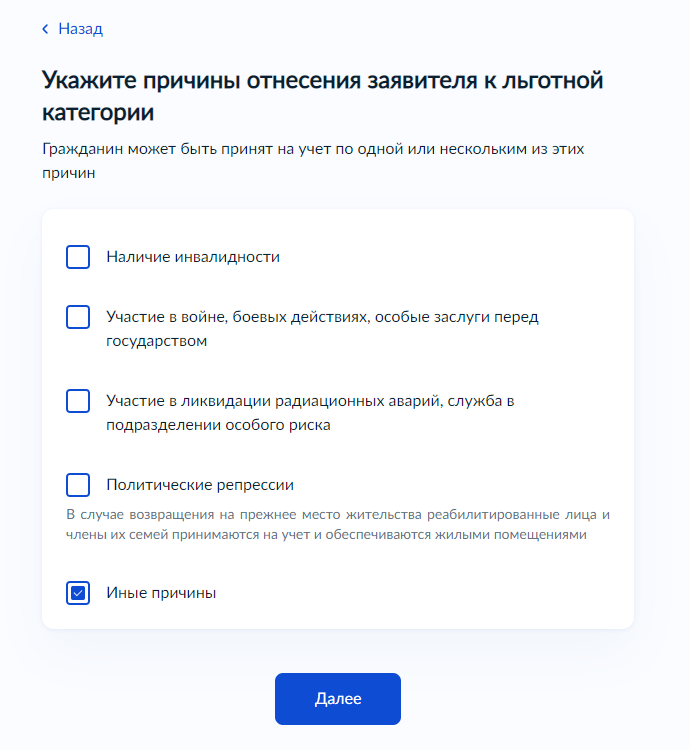 Назад
Укажите причины отнесения заявителя к льготной
категории
Гражданин может быть принят на учет по одной или нескольким из этих
причин
Наличие инвалидности
Участие в войне, боевых действиях, особые заслуги перед
государством
Участие в ликвидации радиационных аварий, служба в
подразделении особого риска
Политические репрессии
В случае возвращения на прежнее место жительства реабилитированные лица и
члены их семей принимаются на учет и обеспечиваются жилыми помещениями
Иные причины
Далее